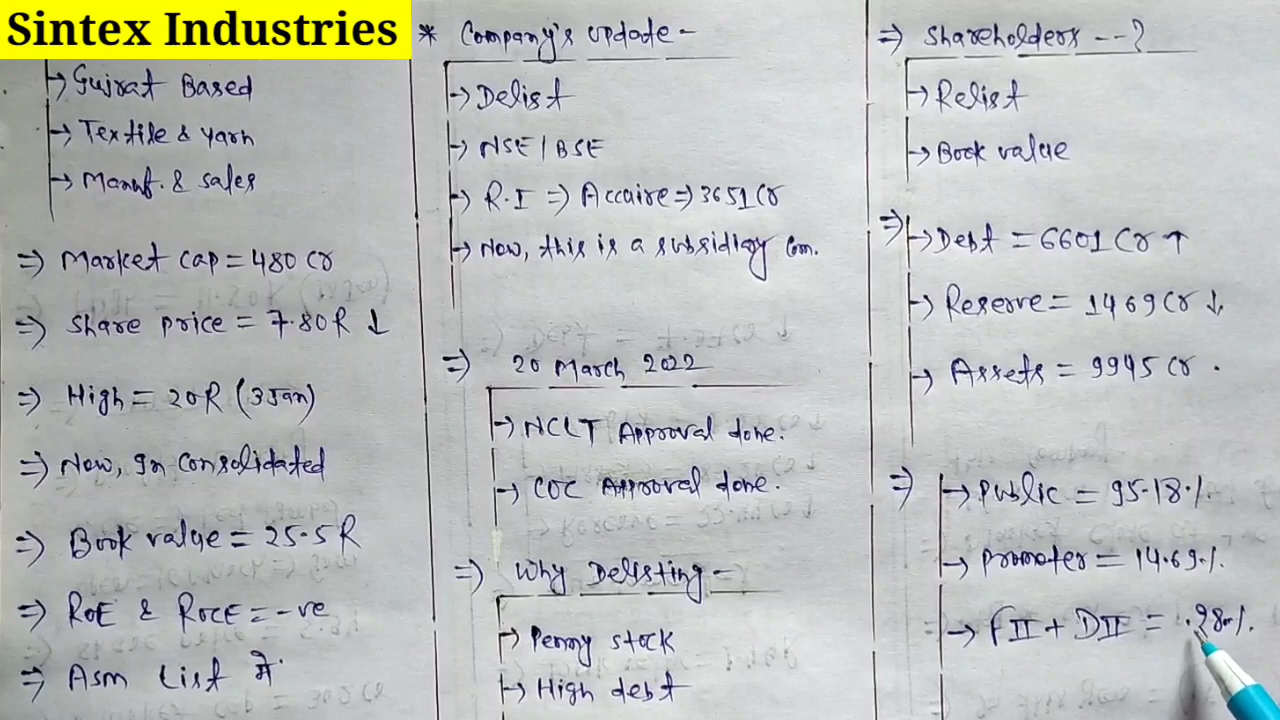 Sintex Industries
→ Gujrat Based
→ Textile & yarn
→ Manuf. & sales
⇒ Market cap = 480 Cr
⇒ Share price = 7.80 R ↓
⇒ High = 20 R (3 Jan)
⇒ Now, In consolidated
⇒ Book value = 25.5 R
⇒ ROE & ROCE = -ve
⇒ Asm List में
* Company's update -
→ Delist
→ NSE / BSE
→ R.I ⇒ Accaire ⇒ 3651 Cr
→ Now, this is a subsidiary Com.
⇒ 20 March 2022
→ NCLT Approval done.
→ COC Approval done.
⇒ Why Delisting -
→ Penny stock
→ High debt
⇒ Shareholders --?
→ Relist
→ Book value
⇒ → Debt = 6601 Cr ↑
→ Reserve = 1469 Cr ↓
→ Assets = 9945 Cr .
⇒ → Public = 95.18 %.
→ Promoter = 14.69 %.
→ FII + DII = .98 %.